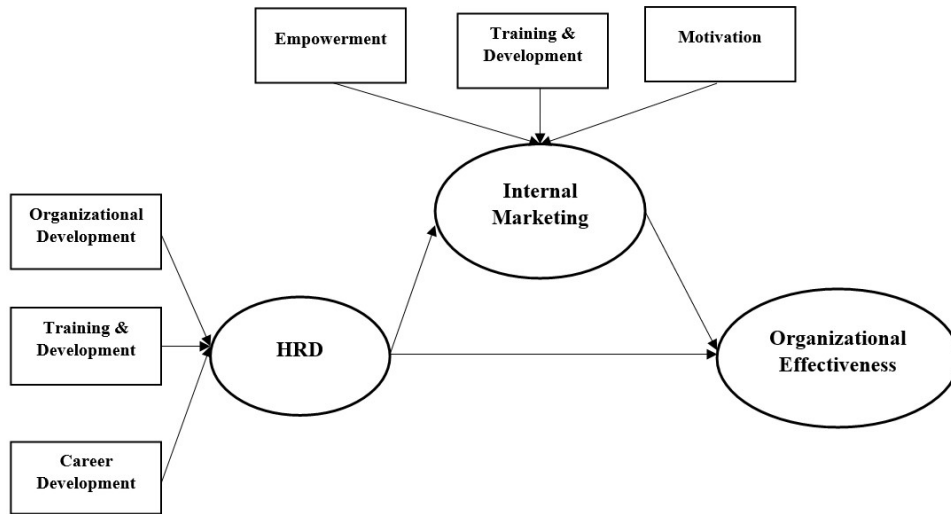 Empowerment
Training &
Development
Motivation
Internal
Marketing
Organizational
Development
Training &
Development
Career
Development
HRD
Organizational
Effectiveness